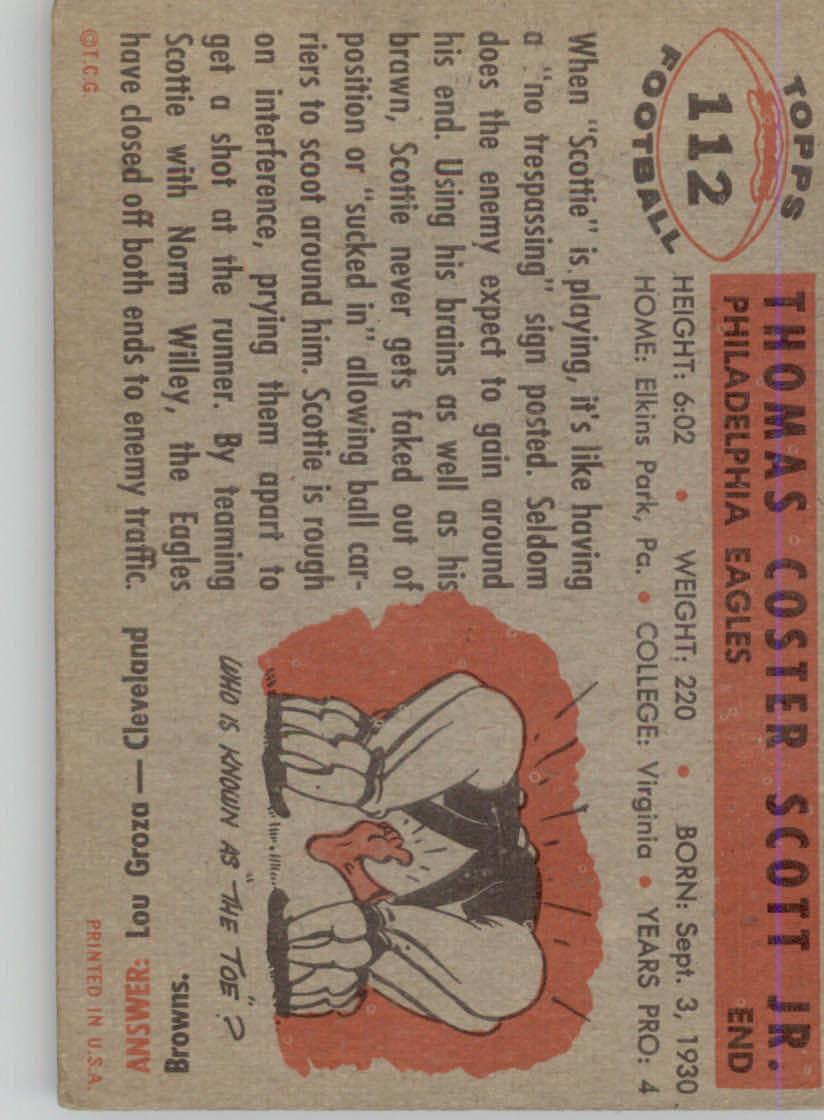 TOPPS
112
FOOTBALL
THOMAS COSTER SCOTT JR.
PHILADELPHIA EAGLES END
HEIGHT: 6:02 • WEIGHT: 220 • BORN: Sept. 3, 1930
HOME: Elkins Park, Pa. • COLLEGE: Virginia • YEARS PRO: 4
When "Scottie" is playing, it's like having
a "no trespassing" sign posted. Seldom
does the enemy expect to gain around
his end. Using his brains as well as his
brawn, Scottie never gets faked out of
position or "sucked in" allowing ball car-
riers to scoot around him. Scottie is rough
on interference, prying them apart to
get a shot at the runner. By teaming
Scottie with Norm Willey, the Eagles
have closed off both ends to enemy traffic.
WHO IS KNOWN AS "THE TOE"?
ANSWER: Lou Groza — Cleveland
Browns.
©T.C.G.
PRINTED IN U.S.A.